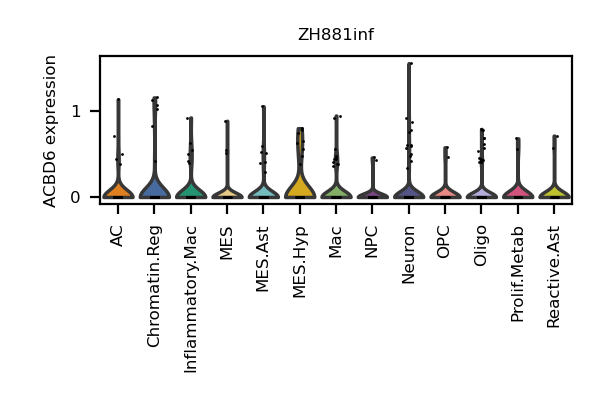 ZH881inf
ACBD6 expression
1
0
AC
Chromatin.Reg
Inflammatory.Mac
MES
MES.Ast
MES.Hyp
Mac
NPC
Neuron
OPC
Oligo
Prolif.Metab
Reactive.Ast